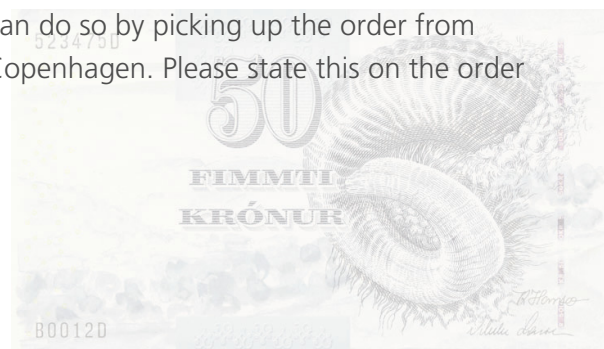 an do so by picking up the order from
523475D
Copenhagen. Please state this on the order
50
FIMMTI
KRÓNUR
B0012D